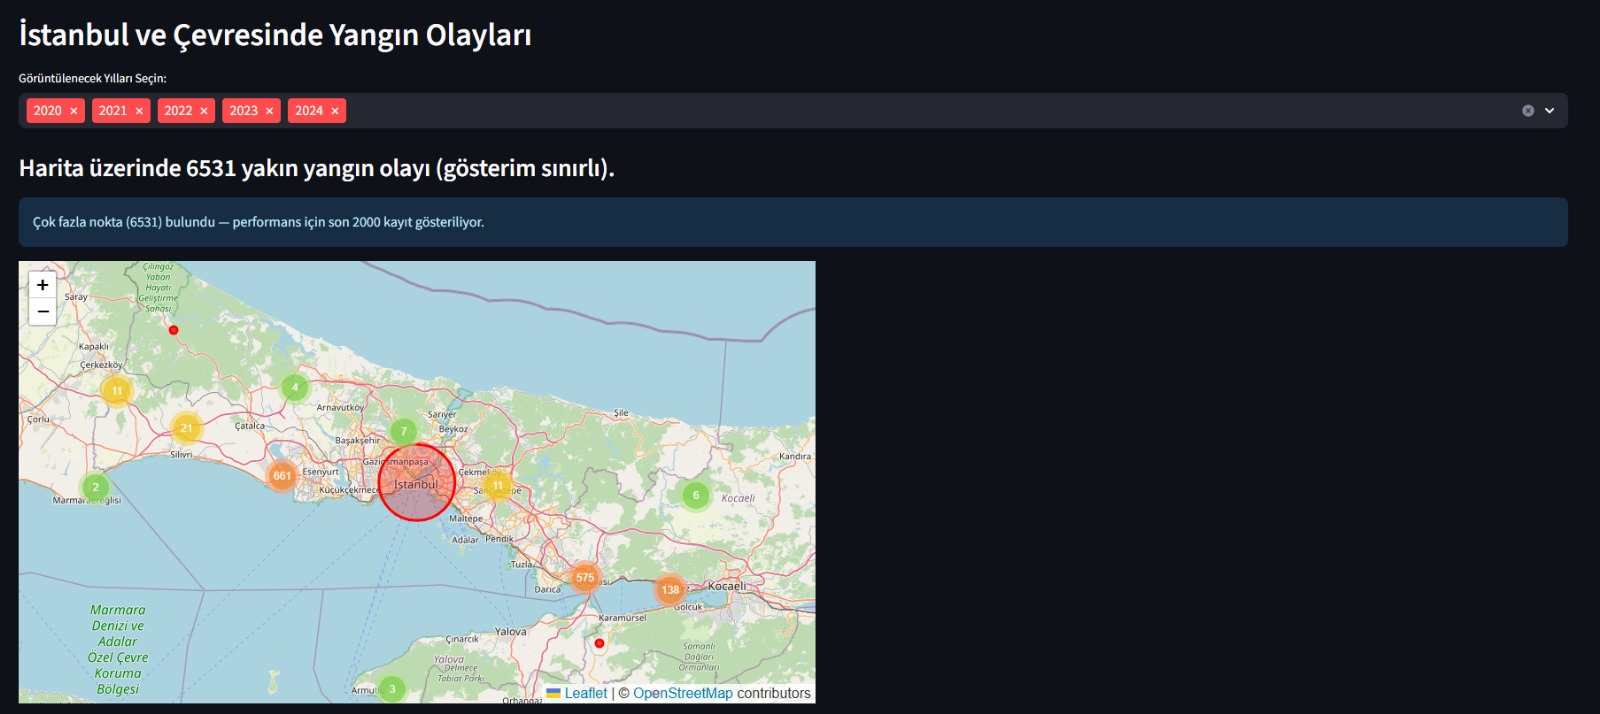 İstanbul ve Çevresinde Yangın Olayları
Görüntülenecek Yılları Seçin:
2020 × 2021 × 2022 × 2023 × 2024 ×
Harita üzerinde 6531 yakın yangın olayı (gösterim sınırlı).
Çok fazla nokta (6531) bulundu — performans için son 2000 kayıt gösteriliyor.
+
−
Çilingöz
Yaban
Hayatı
Geliştirme
Sahası
Saray
Kapaklı
Çerkezköy
11
4
Arnavutköy
Sarıyer
Şile
Çorlu
21
Çatalca
7
Beykoz
Başakşehir
Silivri
Gaziosmanpaşa
Kandıra
661
Esenyurt
Çekmeköy
2
Küçükçekmece
İstanbul
11
6
Kocaeli
Maltepe
Adalar
Pendik
Tuzla
575
Darıca
138
Kocaeli
Gölcük
Marmara
Denizi ve
Adalar
Özel Çevre
Koruma
Bölgesi
Karamürsel
Yalova
Çınarcık
Samanlı
Dağları
Ormanları
Yalova
Delmece
Tabiat Parkı
3
Leaflet | © OpenStreetMap contributors